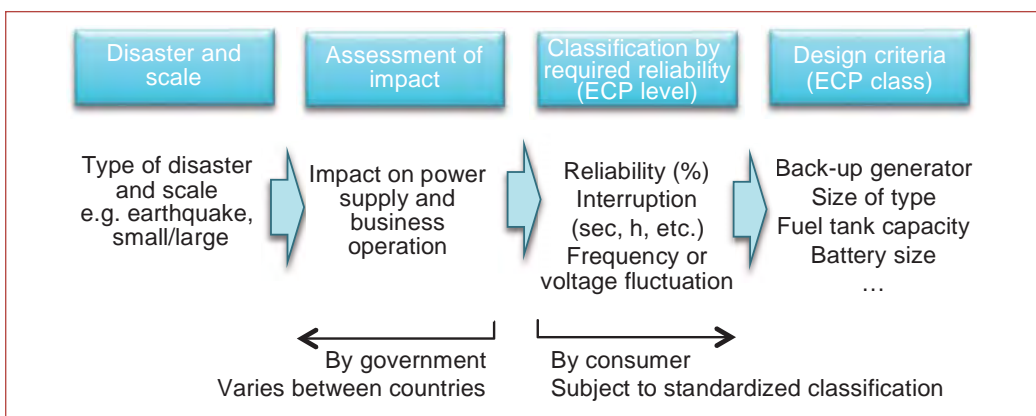 Disaster and
scale
Assessment of
impact
Classification by
required reliability
(ECP level)
Design criteria
(ECP class)
Type of disaster
and scale
e.g. earthquake,
small/large
Impact on power
supply and
business
operation
Reliability (%)
Interruption
(sec, h, etc.)
Frequency or
voltage fluctuation
Back-up generator
Size of type
Fuel tank capacity
Battery size
…
By government
Varies between countries
By consumer
Subject to standardized classification